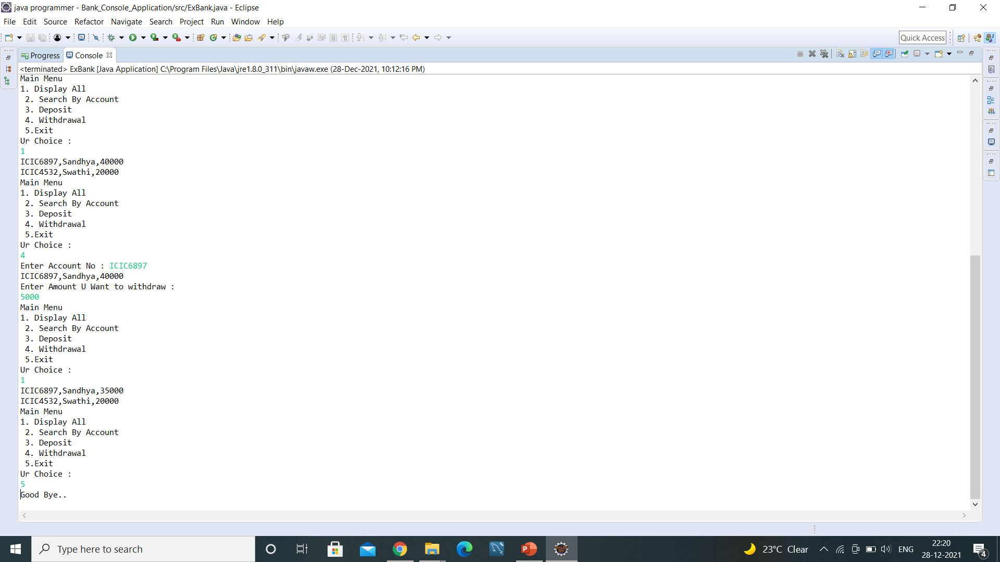 java programmer - Bank_Console_Application/src/ExBank.java - Eclipse
File Edit Source Refactor Navigate Search Project Run Window Help
Quick Access
Progress Console
<terminated> ExBank [Java Application] C:\Program Files\Java\jre1.8.0_311\bin\javaw.exe (28-Dec-2021, 10:12:16 PM)
Main Menu
1. Display All
 2. Search By Account
 3. Deposit
 4. Withdrawal
 5.Exit
Ur Choice :
1
ICIC6897,Sandhya,40000
ICIC4532,Swathi,20000
Main Menu
1. Display All
 2. Search By Account
 3. Deposit
 4. Withdrawal
 5.Exit
Ur Choice :
4
Enter Account No : ICIC6897
ICIC6897,Sandhya,40000
Enter Amount U Want to withdraw :
5000
Main Menu
1. Display All
 2. Search By Account
 3. Deposit
 4. Withdrawal
 5.Exit
Ur Choice :
1
ICIC6897,Sandhya,35000
ICIC4532,Swathi,20000
Main Menu
1. Display All
 2. Search By Account
 3. Deposit
 4. Withdrawal
 5.Exit
Ur Choice :
5
Good Bye..
Type here to search
23°C Clear
ENG
22:20
28-12-2021
4